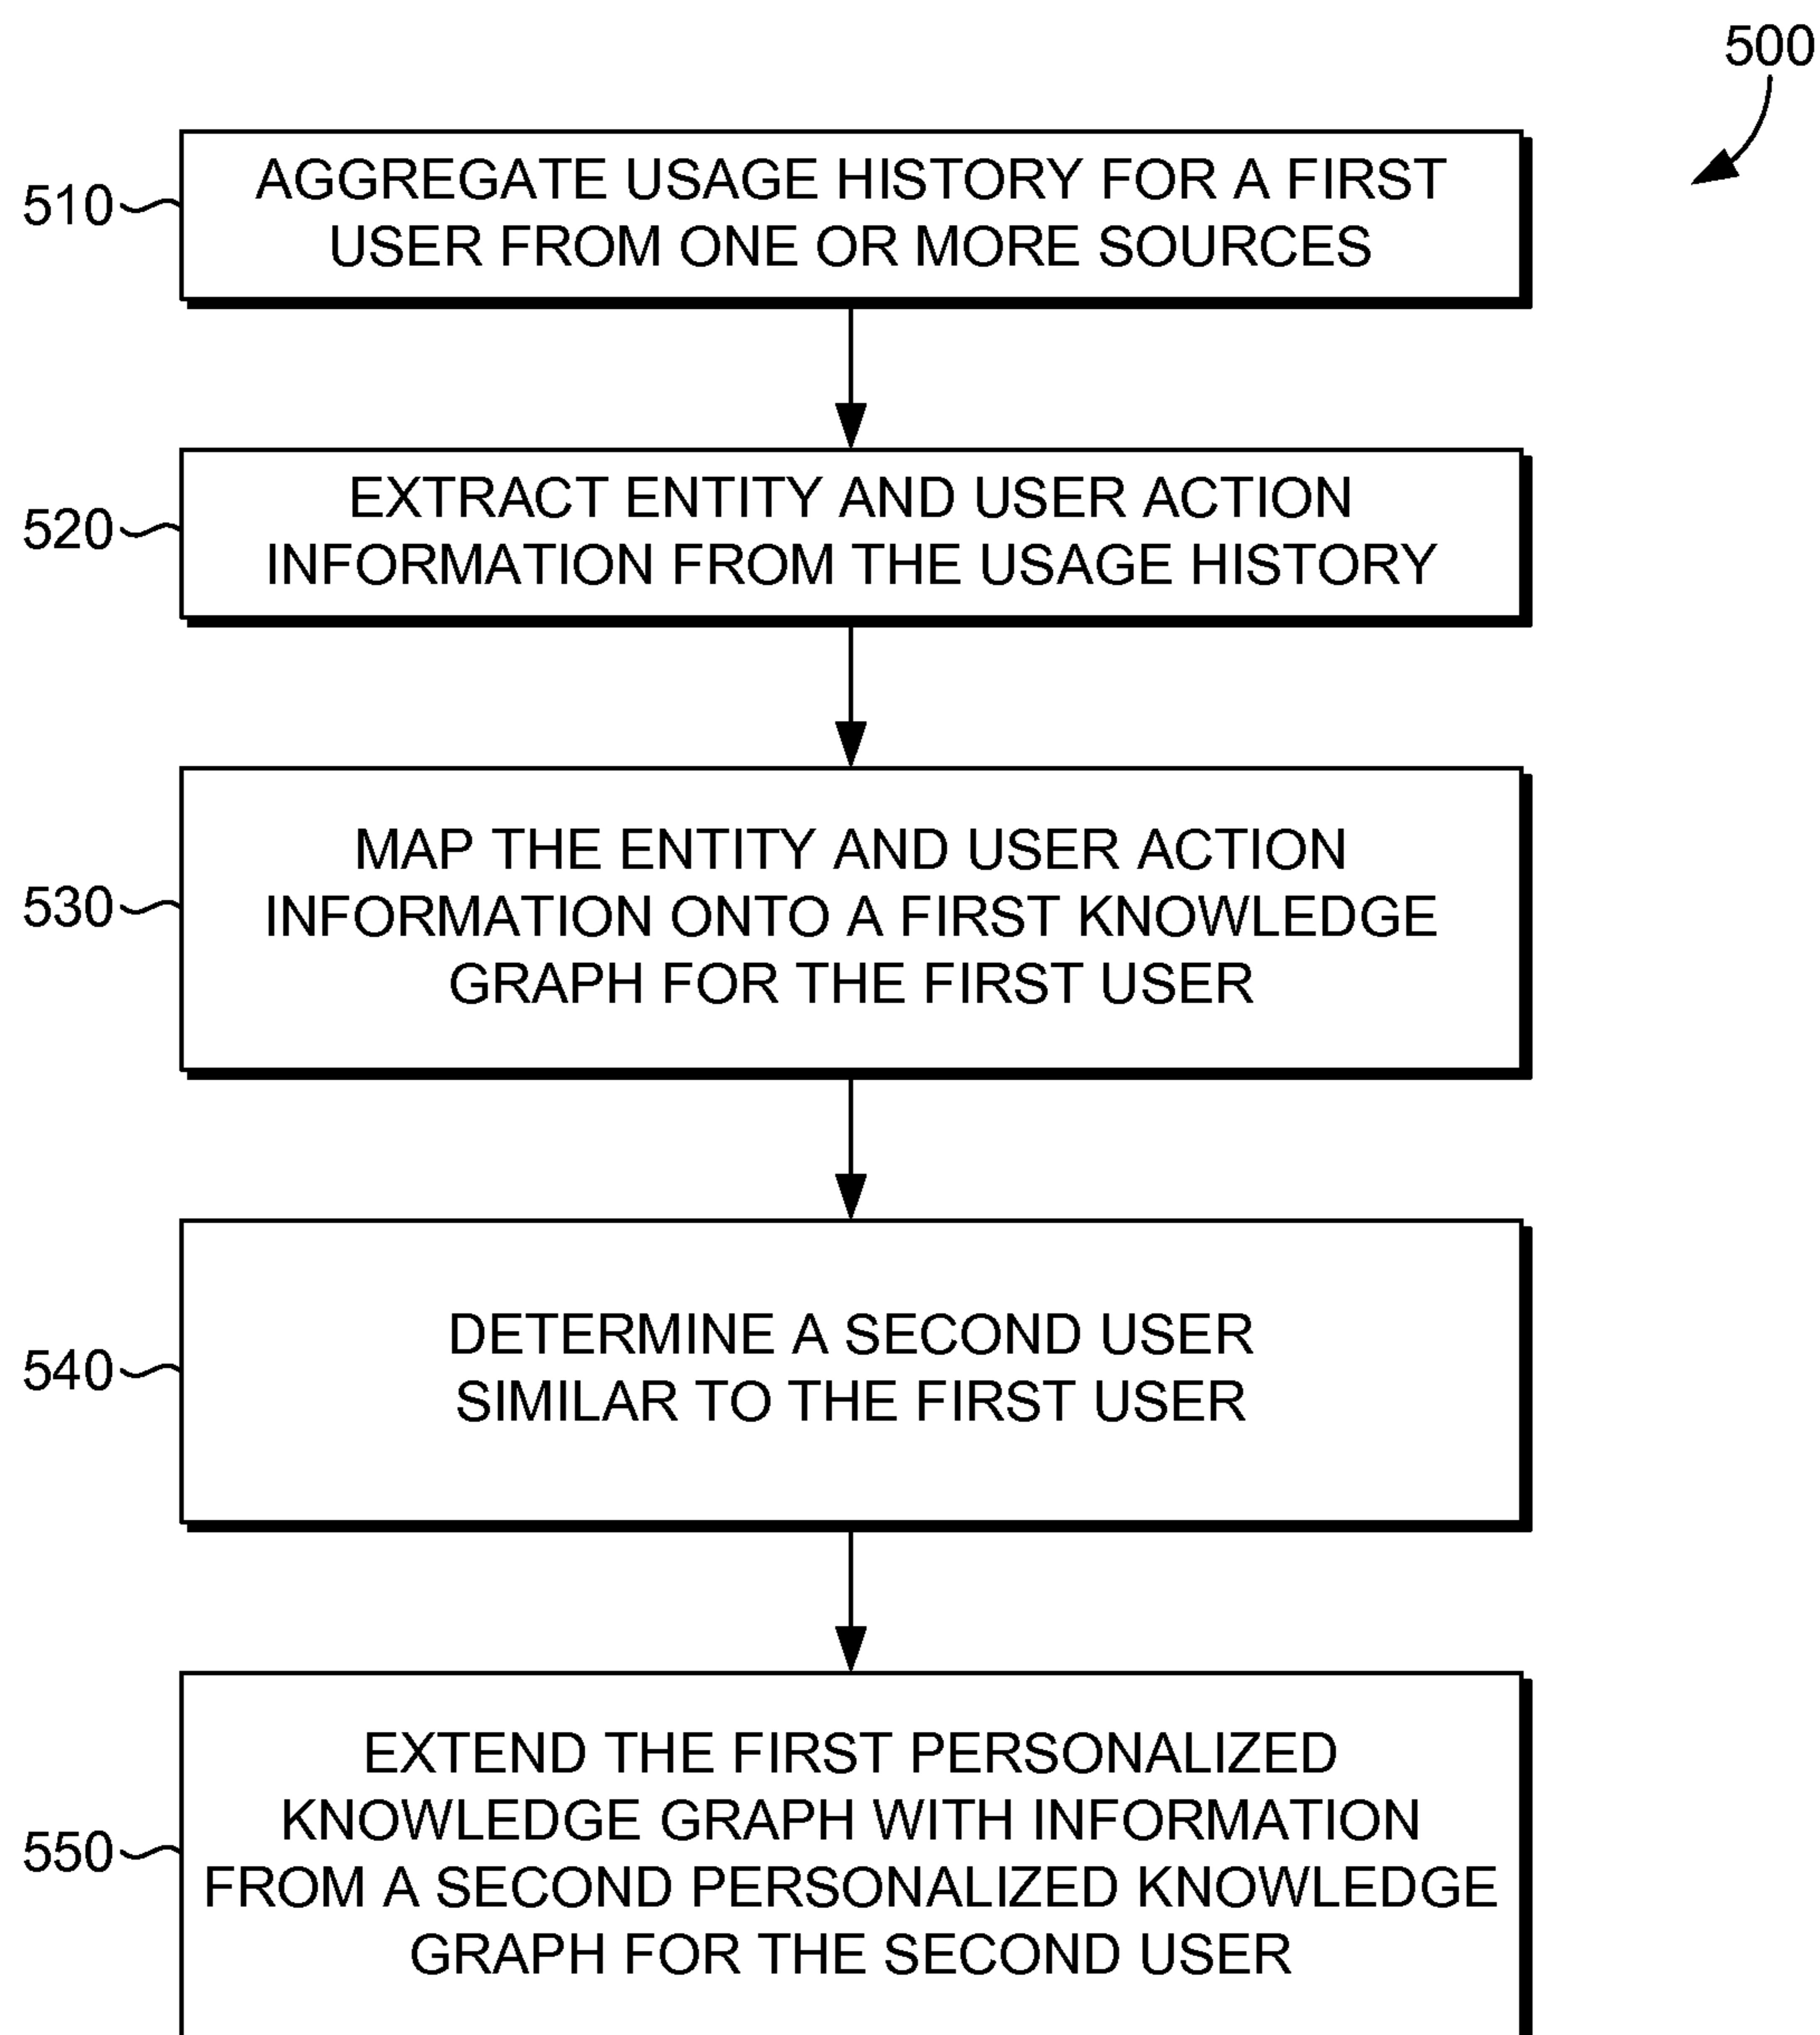 500
510
AGGREGATE USAGE HISTORY FOR A FIRST
USER FROM ONE OR MORE SOURCES
520
EXTRACT ENTITY AND USER ACTION
INFORMATION FROM THE USAGE HISTORY
530
MAP THE ENTITY AND USER ACTION
INFORMATION ONTO A FIRST KNOWLEDGE
GRAPH FOR THE FIRST USER
540
DETERMINE A SECOND USER
SIMILAR TO THE FIRST USER
550
EXTEND THE FIRST PERSONALIZED
KNOWLEDGE GRAPH WITH INFORMATION
FROM A SECOND PERSONALIZED KNOWLEDGE
GRAPH FOR THE SECOND USER